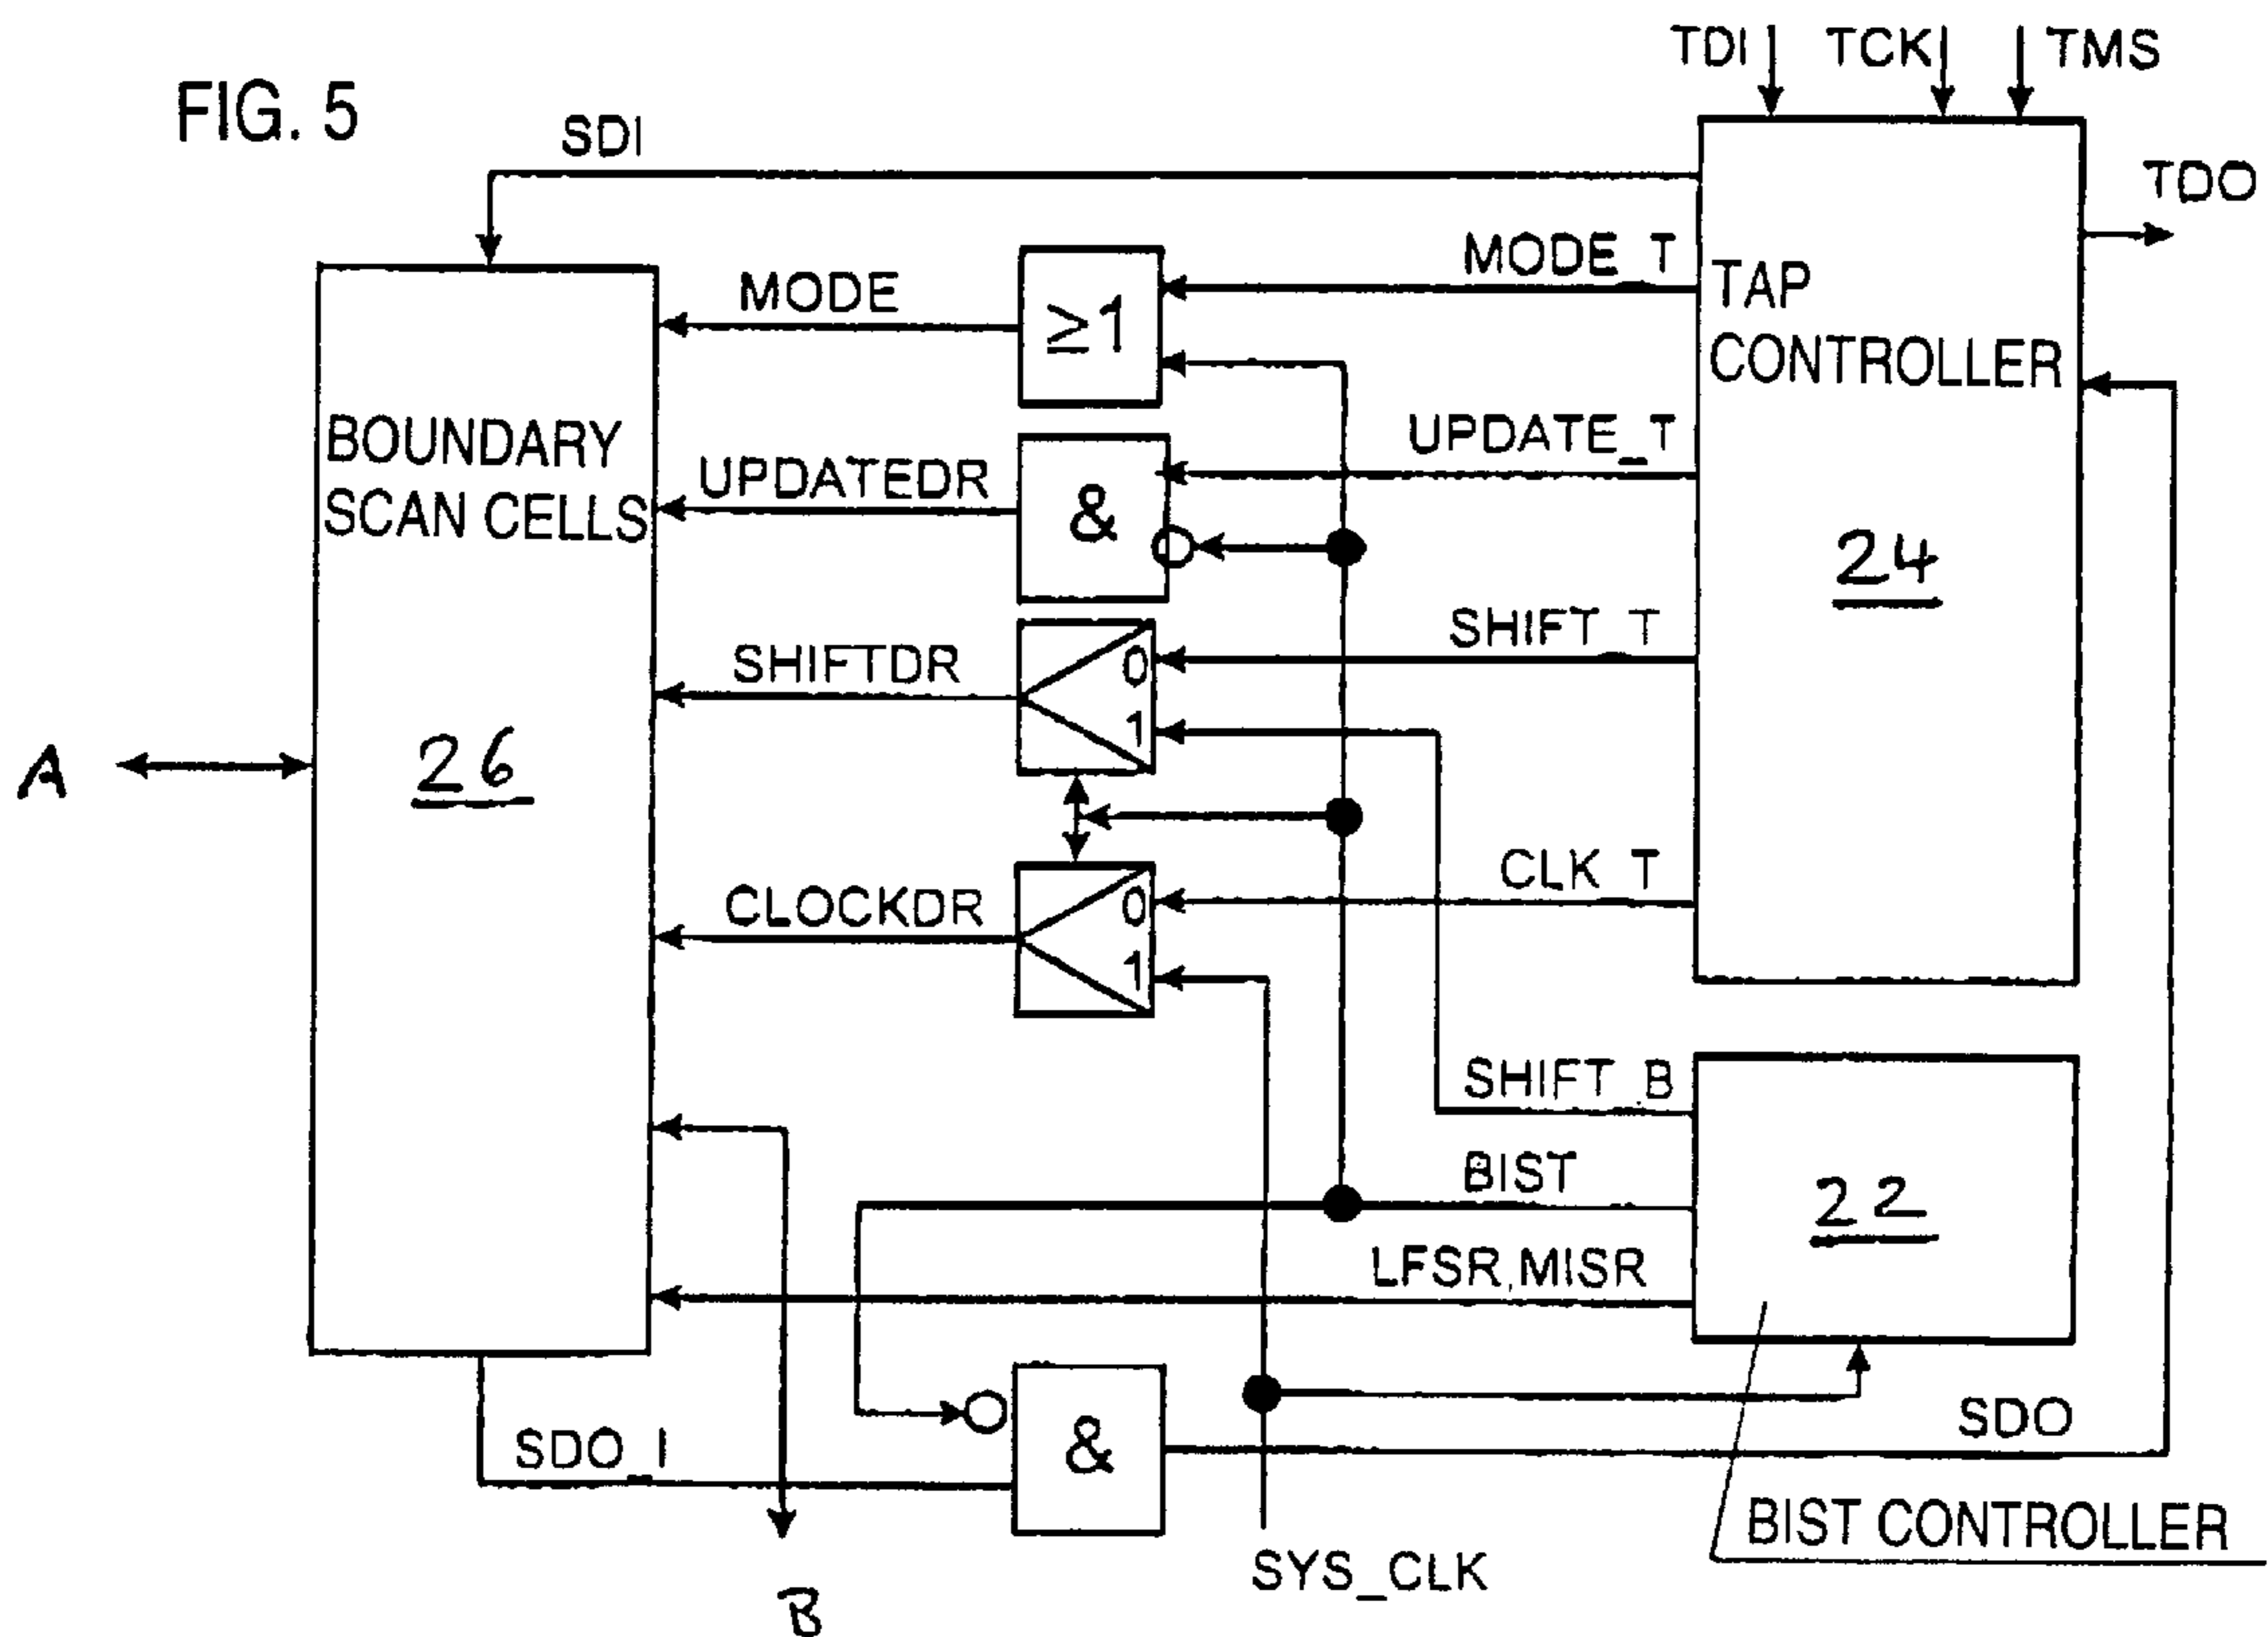 FIG. 5
TDI
TCK
TMS
SDI
TDO
MODE
≥1
MODE_T
TAP
CONTROLLER
BOUNDARY
SCAN CELLS
UPDATEDR
&
UPDATE_T
24
SHIFTDR
0
1
SHIFT_T
A
26
CLOCKDR
0
1
CLK_T
SHIFT_B
BIST
22
LFSR,MISR
SDO_I
&
SDO
BIST CONTROLLER
SYS_CLK
B